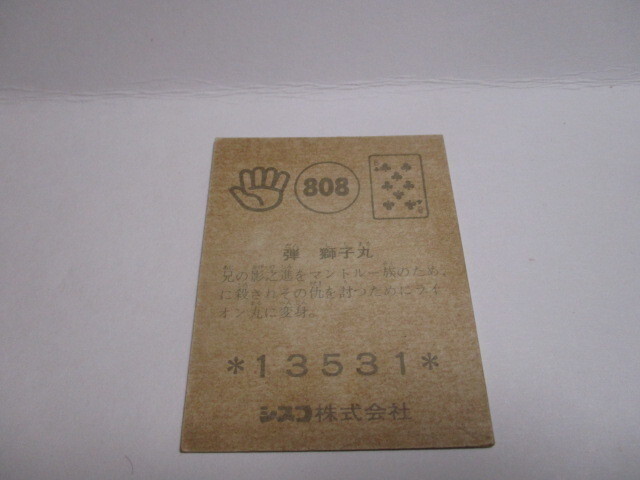 808
弾 獅子丸
兄の影之進をマントル一族のため
に殺されその仇を討つためにライ
オン丸に変身。
*13531*
シスコ株式会社